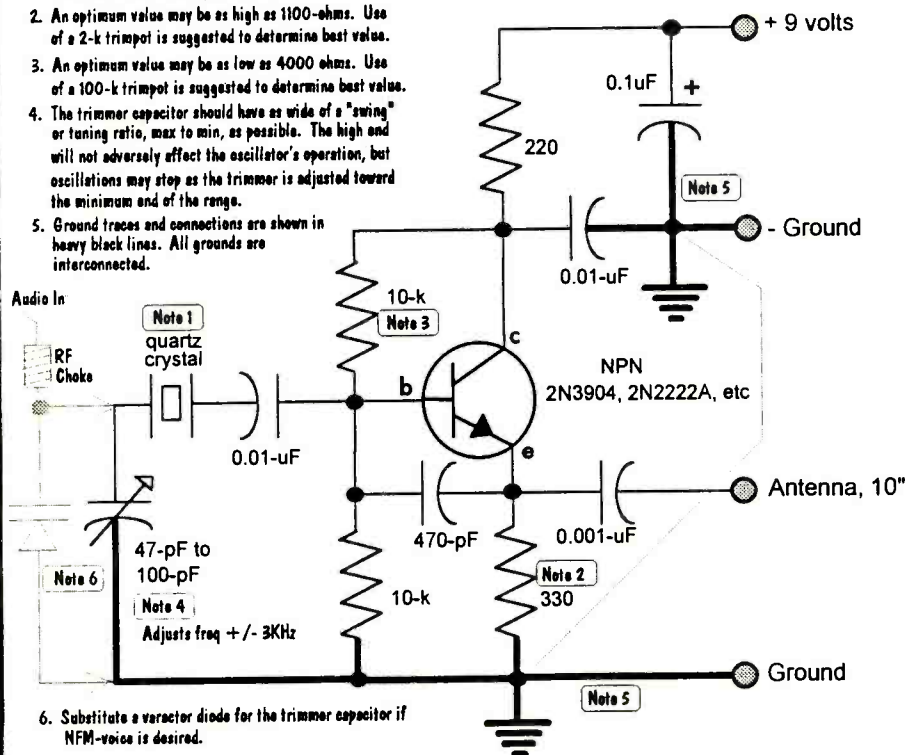 2. An optimum value may be as high as 1100-ohms. Use
of a 2-k trimpot is suggested to determine best value.
3. An optimum value may be as low as 4000 ohms. Use
of a 100-k trimpot is suggested to determine best value.
4. The trimmer capacitor should have as wide of a "swing"
or tuning ratio, max to min, as possible. The high end
will not adversely affect the oscillator's operation, but
oscillations may stop as the trimmer is adjusted toward
the minimum end of the range.
5. Ground traces and connections are shown in
heavy black lines. All grounds are
interconnected.
+ 9 volts
0.1uF
+
220
Note 5
- Ground
0.01-uF
Audio In
RF
Choke
Note 1
quartz
crystal
10-k
Note 3
c
b
e
NPN
2N3904, 2N2222A, etc
0.01-uF
Antenna, 10"
470-pF
0.001-uF
47-pF to
100-pF
Note 6
Note 4
Adjusts freq +/- 3KHz
10-k
Note 2
330
Ground
Note 5
6. Substitute a varactor diode for the trimmer capacitor if
NFM-voice is desired.